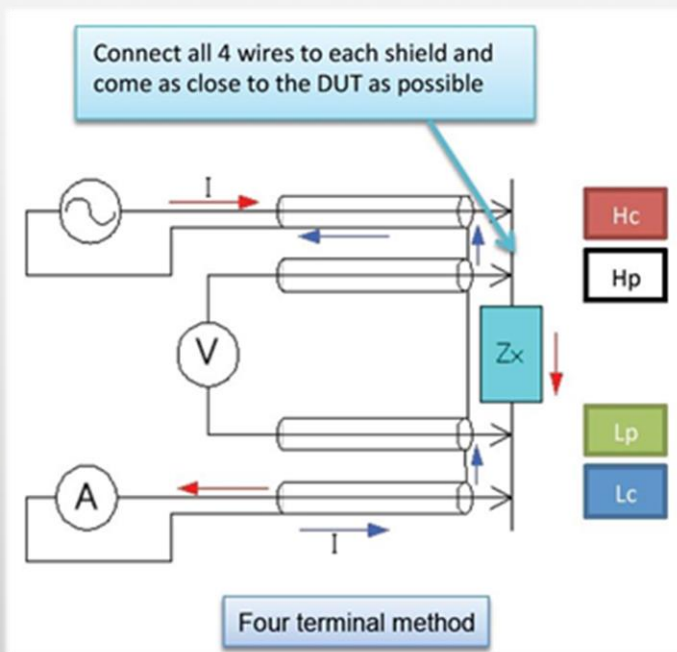 Connect all 4 wires to each shield and
come as close to the DUT as possible
I
Hc
Hp
V
Zx
Lp
A
Lc
I
Four terminal method